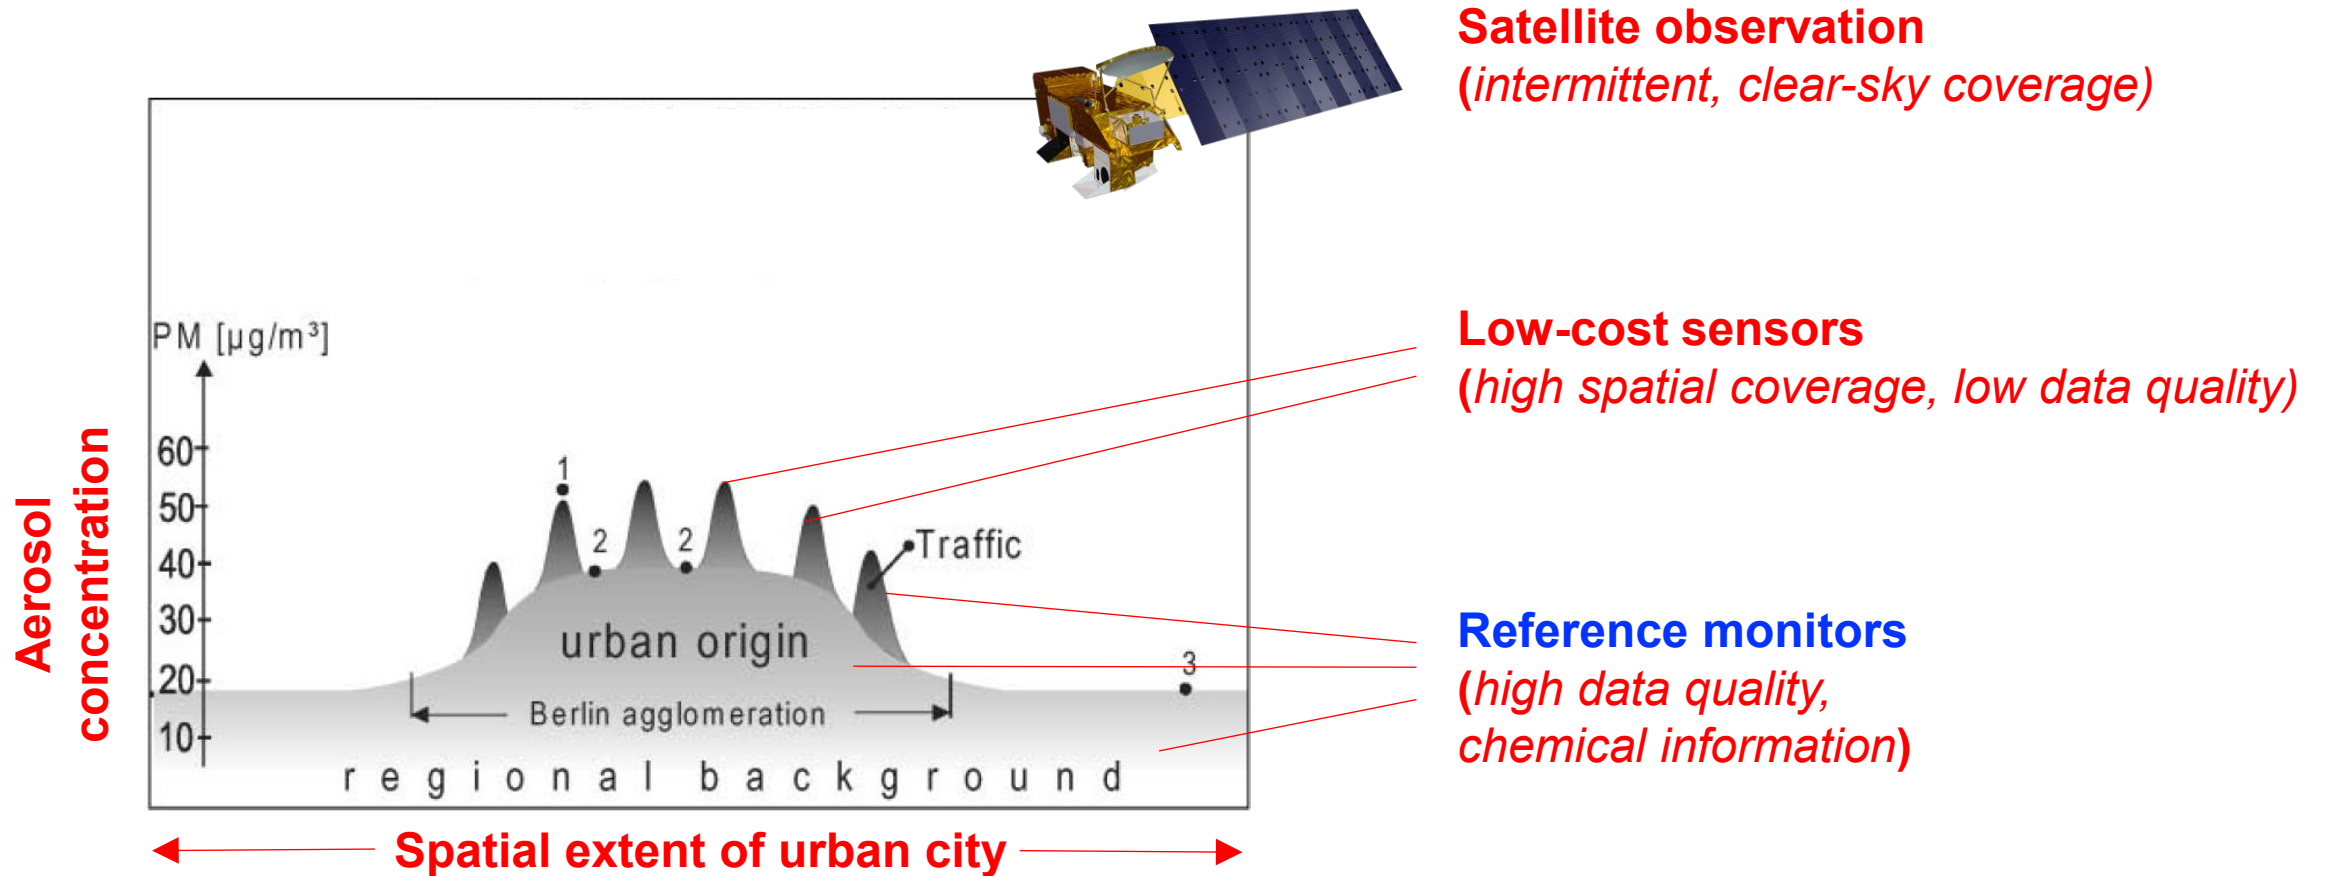 Satellite observation
(intermittent, clear-sky coverage)
PM [µg/m³]
Low-cost sensors
(high spatial coverage, low data quality)
Aerosol
concentration
60
50
40
30
20
10
1
2
2
Traffic
3
urban origin
Berlin agglomeration
regional background
Reference monitors
(high data quality,
chemical information)
Spatial extent of urban city